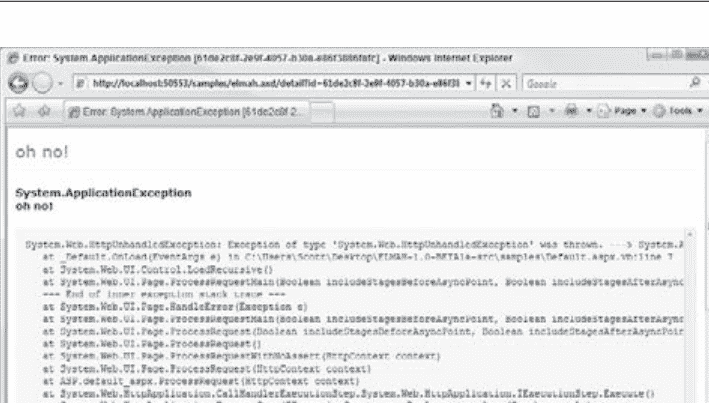 Error: System.ApplicationException [61de2c8f-2e9f-4057-b30a-e86f3886fafc] - Windows Internet Explorer
http://localhost:50553/samples/elmah.axd/detail?id=61de2c8f-2e9f-4057-b30a-e86f38
Google
Error: System.ApplicationException [61de2c8f-2...
Page
Tools
oh no!
System.ApplicationException
oh no!
System.Web.HttpUnhandledException: Exception of type 'System.Web.HttpUnhandledException' was thrown. ---> System.A
at _Default.OnLoad(EventArgs e) in C:\Users\Scott\Desktop\ELMAH-1.0-BETA1a-src\samples\Default.aspx.vb:line 7
at System.Web.UI.Control.LoadRecursive()
at System.Web.UI.Page.ProcessRequestMain(Boolean includeStagesBeforeAsyncPoint, Boolean includeStagesAfterAsync
--- End of inner exception stack trace ---
at System.Web.UI.Page.HandleError(Exception e)
at System.Web.UI.Page.ProcessRequestMain(Boolean includeStagesBeforeAsyncPoint, Boolean includeStagesAfterAsync
at System.Web.UI.Page.ProcessRequest(Boolean includeStagesBeforeAsyncPoint, Boolean includeStagesAfterAsyncPoin
at System.Web.UI.Page.ProcessRequest()
at System.Web.UI.Page.ProcessRequestWithNoAssert(HttpContext context)
at System.Web.UI.Page.ProcessRequest(HttpContext context)
at ASP.default_aspx.ProcessRequest(HttpContext context)
at System.Web.HttpApplication.CallHandlerExecutionStep.System.Web.HttpApplication.IExecutionStep.Execute()